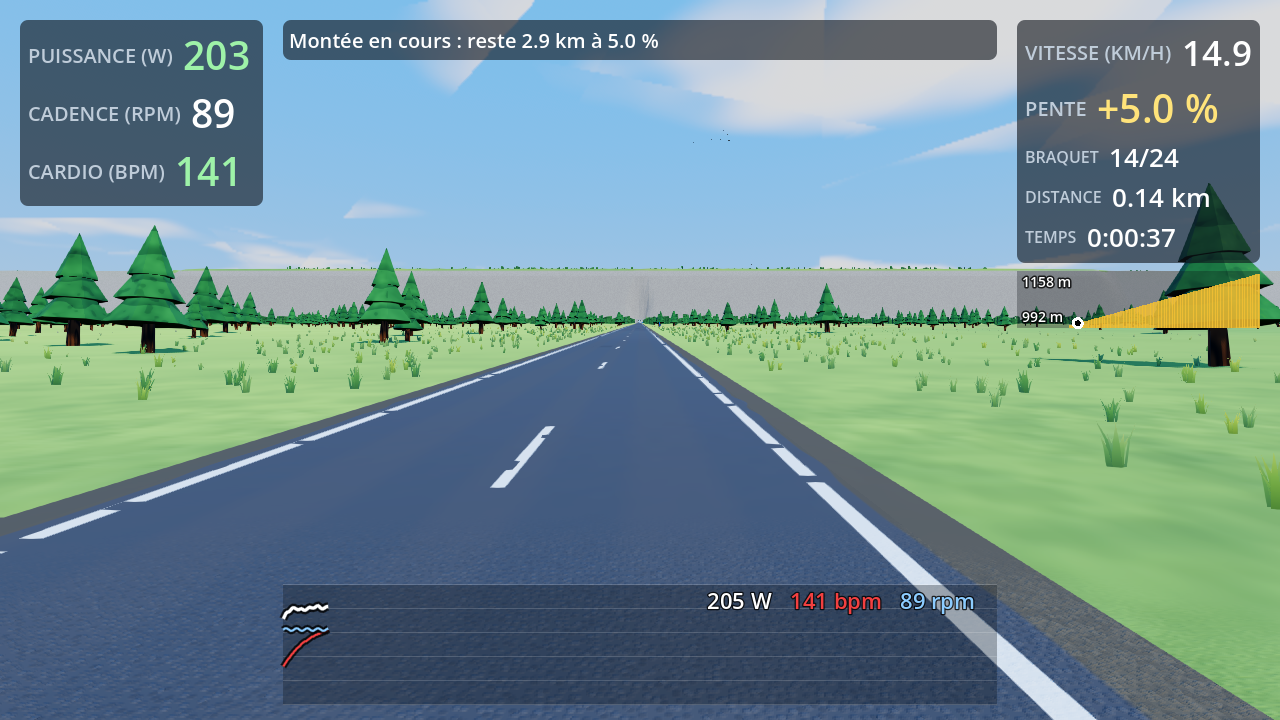 PUISSANCE (W) 203
CADENCE (RPM) 89
CARDIO (BPM) 141
Montée en cours : reste 2.9 km à 5.0 %
VITESSE (KM/H) 14.9
PENTE +5.0 %
BRAQUET 14/24
DISTANCE 0.14 km
TEMPS 0:00:37
1158 m
992 m
205 W 141 bpm 89 rpm